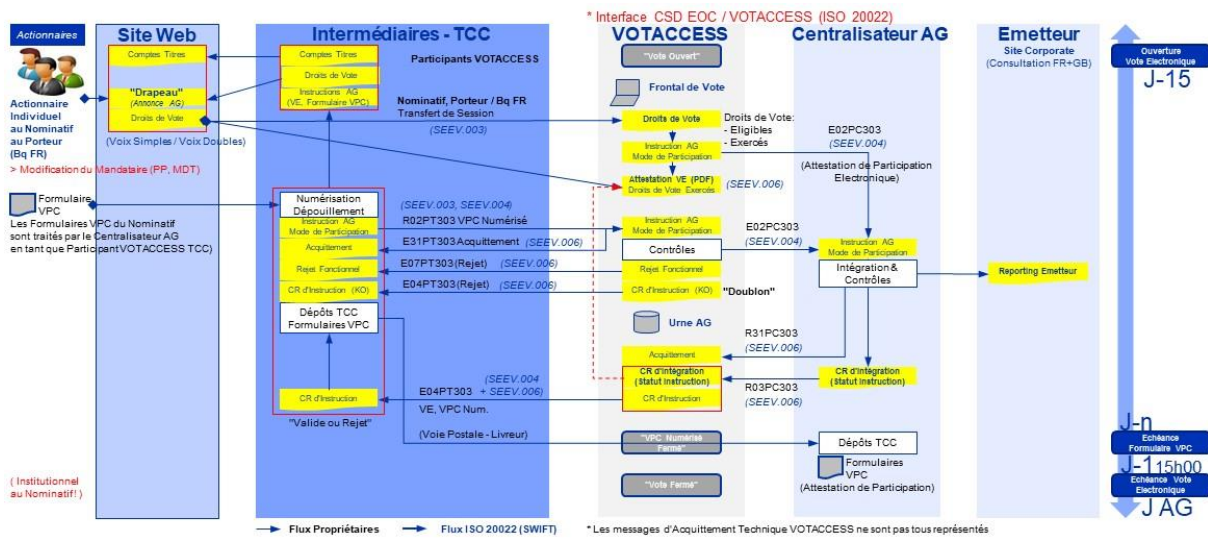 * Interface CSD EOC / VOTACCESS (ISO 20022)
Actionnaires
Site Web
Intermédiaires - TCC
VOTACCESS
Centralisateur AG
Emetteur
Site Corporate
(Consultation FR+GB)
Ouverture
Vote Electronique
J-15
Comptes Titres
Comptes Titres
Participants VOTACCESS
"Vote Ouvert"
Droits de Vote
Instructions AG
(VE, Formulaire VPC)
"Drapeau"
(Annonce AG)
Droits de Vote
(Voix Simples / Voix Doubles)
Actionnaire
Individuel
au Nominatif
au Porteur
(Bq FR)
> Modification du Mandataire (PP, MDT)
Nominatif, Porteur / Bq FR
Transfert de Session
(SEEV.003)
Frontal de Vote
Droits de Vote
Droits de Vote:
- Eligibles
- Exercés
Instruction AG
Mode de Participation
E02PC303
(SEEV.004)
(Attestation de Participation
Electronique)
Attestation VE (PDF)
Droits de Vote Exercés
(SEEV.006)
Formulaire
VPC
Les Formulaires VPC du Nominatif
sont traités par le Centralisateur AG
en tant que Participant VOTACCESS TCC)
Numérisation
Dépouillement
(SEEV.003, SEEV.004)
Instruction AG
Mode de Participation
R02PT303 VPC Numérisé
Instruction AG
Mode de Participation
E02PC303
(SEEV.004)
Acquittement
E31PT303 Acquittement (SEEV.006)
Contrôles
Instruction AG
Mode de Participation
Rejet Fonctionnel
E07PT303 (Rejet) (SEEV.006)
Rejet Fonctionnel
Intégration &
Contrôles
Reporting Emetteur
CR d'Instruction (KO)
E04PT303 (Rejet) (SEEV.006)
CR d'Instruction (KO)
"Doublon"
Dépôts TCC
Formulaires VPC
Urne AG
R31PC303
(SEEV.006)
Acquittement
CR d'Intégration
(Statut Instruction)
CR d'Intégration
(Statut Instruction)
R03PC303
(SEEV.006)
(SEEV.004
E04PT303 + SEEV.006)
CR d'Instruction
VE, VPC Num.
CR d'Instruction
"Valide ou Rejet"
(Voie Postale - Livreur)
"VPC Numérisé
Fermé"
Dépôts TCC
Formulaires
VPC
(Attestation de Participation)
J-n
Echéance
Formulaire VPC
J-1 15h00
Echéance Vote
Electronique
J AG
( Institutionnel
au Nominatif! )
"Vote Fermé"
Flux Propriétaires
Flux ISO 20022 (SWIFT)
* Les messages d'Acquittement Technique VOTACCESS ne sont pas tous représentés